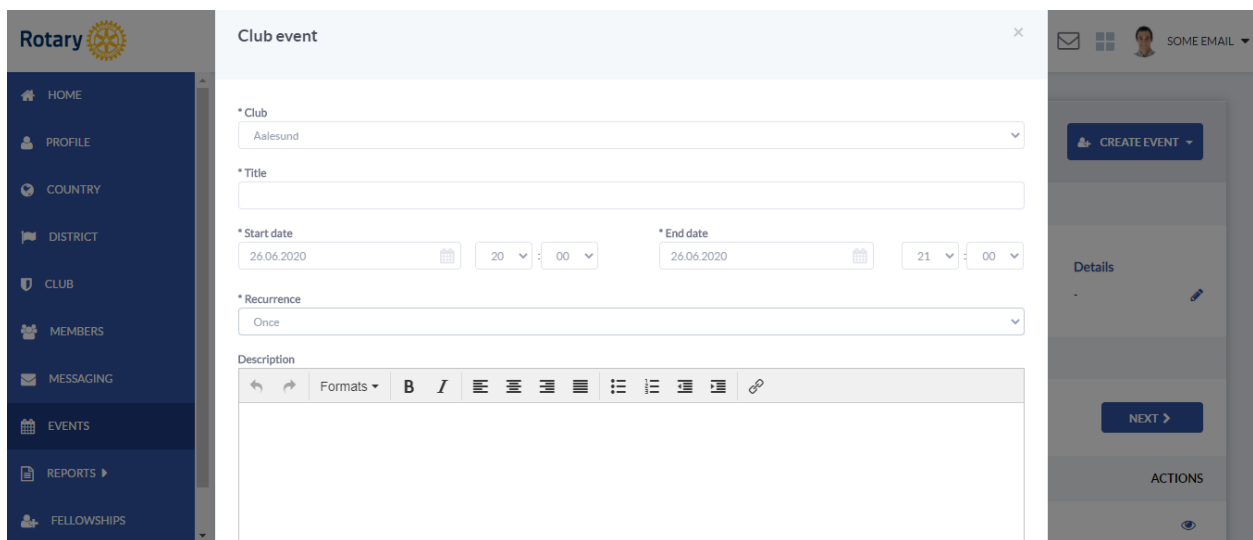 Rotary
Club event
×
SOME EMAIL
HOME
PROFILE
COUNTRY
DISTRICT
CLUB
MEMBERS
MESSAGING
EVENTS
REPORTS
FELLOWSHIPS
* Club
Aalesund
* Title
* Start date
* End date
26.06.2020
20 : 00
26.06.2020
21 : 00
* Recurrence
Once
Description
Formats B I
CREATE EVENT
Details
-
NEXT
ACTIONS